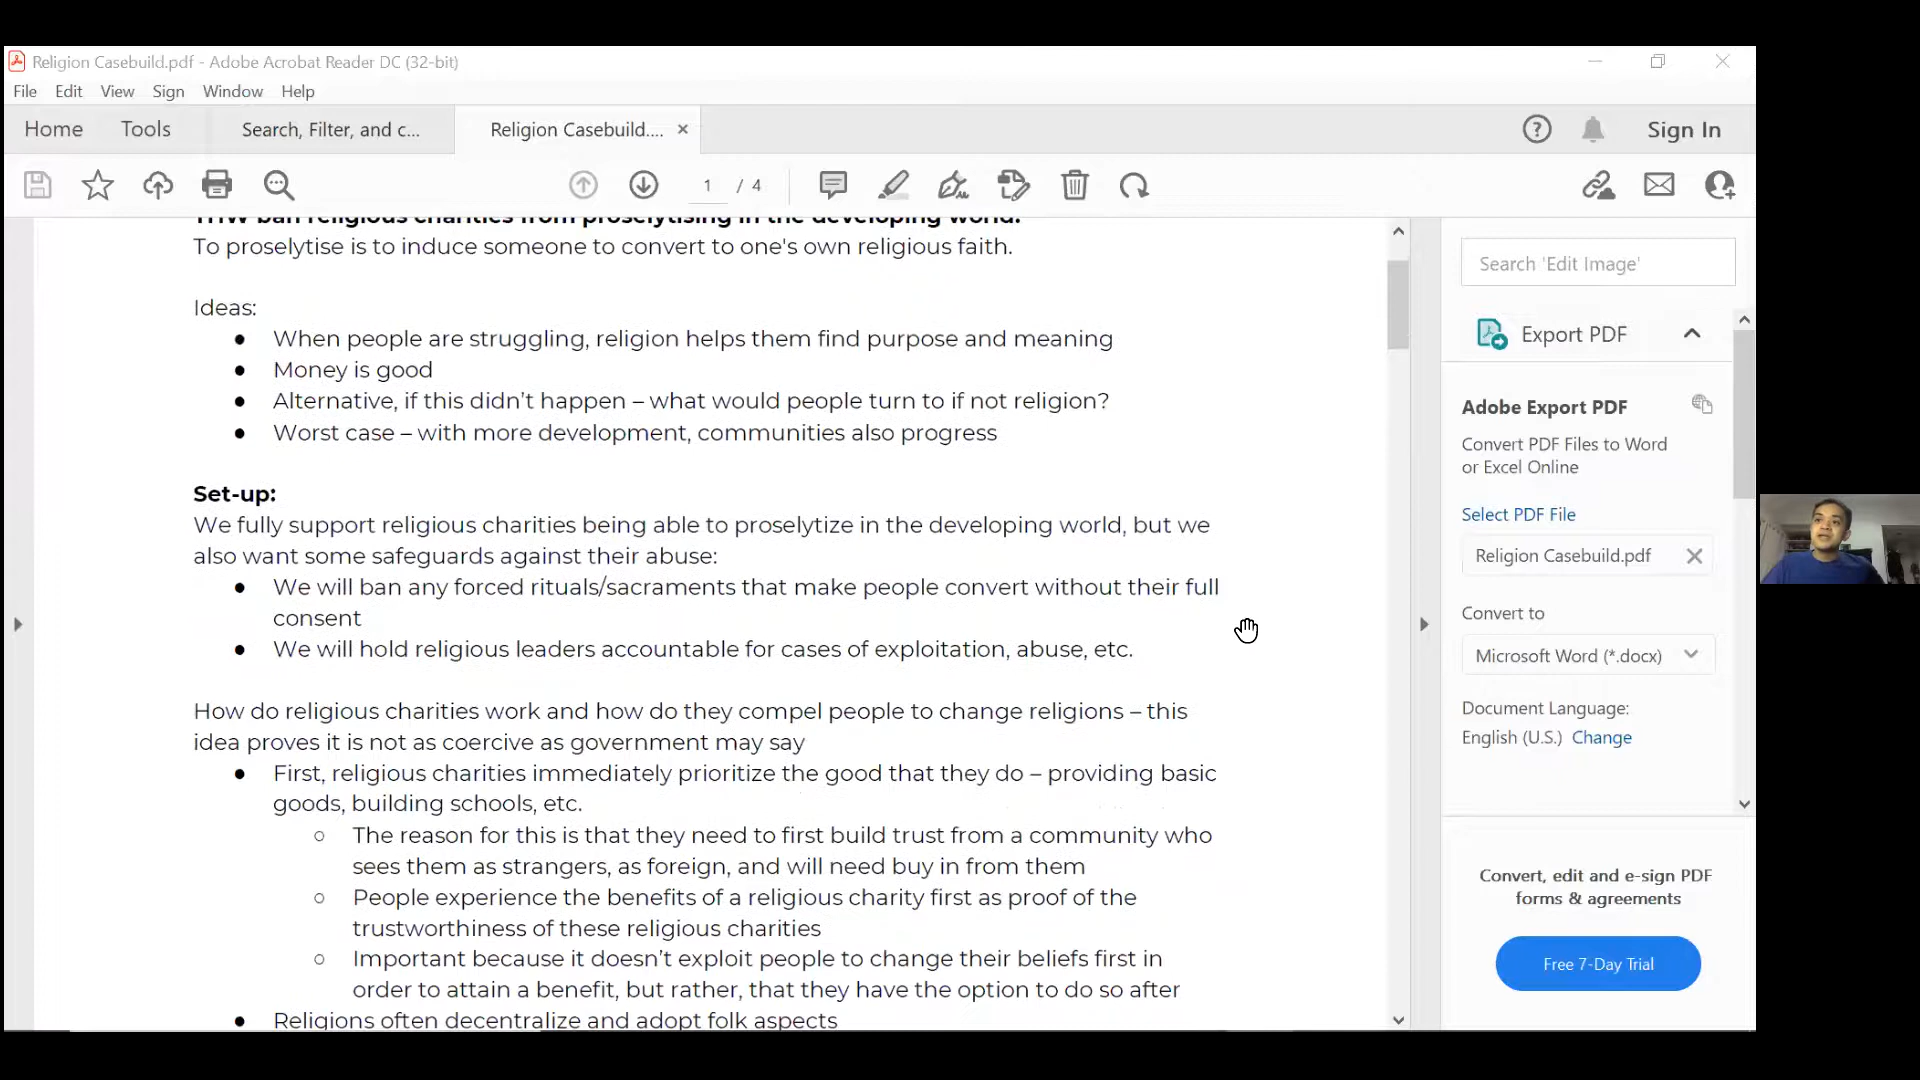 Religion Casebuild.pdf - Adobe Acrobat Reader DC (32-bit)
File Edit View Sign Window Help
Home Tools Search, Filter, and c... Religion Casebuild.... Sign In
1 / 4
THW ban religious charities from proselytising in the developing world.
To proselytise is to induce someone to convert to one's own religious faith.
Ideas:
● When people are struggling, religion helps them find purpose and meaning
● Money is good
● Alternative, if this didn't happen – what would people turn to if not religion?
● Worst case – with more development, communities also progress
Set-up:
We fully support religious charities being able to proselytize in the developing world, but we
also want some safeguards against their abuse:
● We will ban any forced rituals/sacraments that make people convert without their full
consent
● We will hold religious leaders accountable for cases of exploitation, abuse, etc.
How do religious charities work and how do they compel people to change religions – this
idea proves it is not as coercive as government may say
● First, religious charities immediately prioritize the good that they do – providing basic
goods, building schools, etc.
○ The reason for this is that they need to first build trust from a community who
sees them as strangers, as foreign, and will need buy in from them
○ People experience the benefits of a religious charity first as proof of the
trustworthiness of these religious charities
○ Important because it doesn't exploit people to change their beliefs first in
order to attain a benefit, but rather, that they have the option to do so after
● Religions often decentralize and adopt folk aspects
Search 'Edit Image'
Export PDF
Adobe Export PDF
Convert PDF Files to Word
or Excel Online
Select PDF File
Religion Casebuild.pdf
Convert to
Microsoft Word (*.docx)
Document Language:
English (U.S.) Change
Convert, edit and e-sign PDF
forms & agreements
Free 7-Day Trial